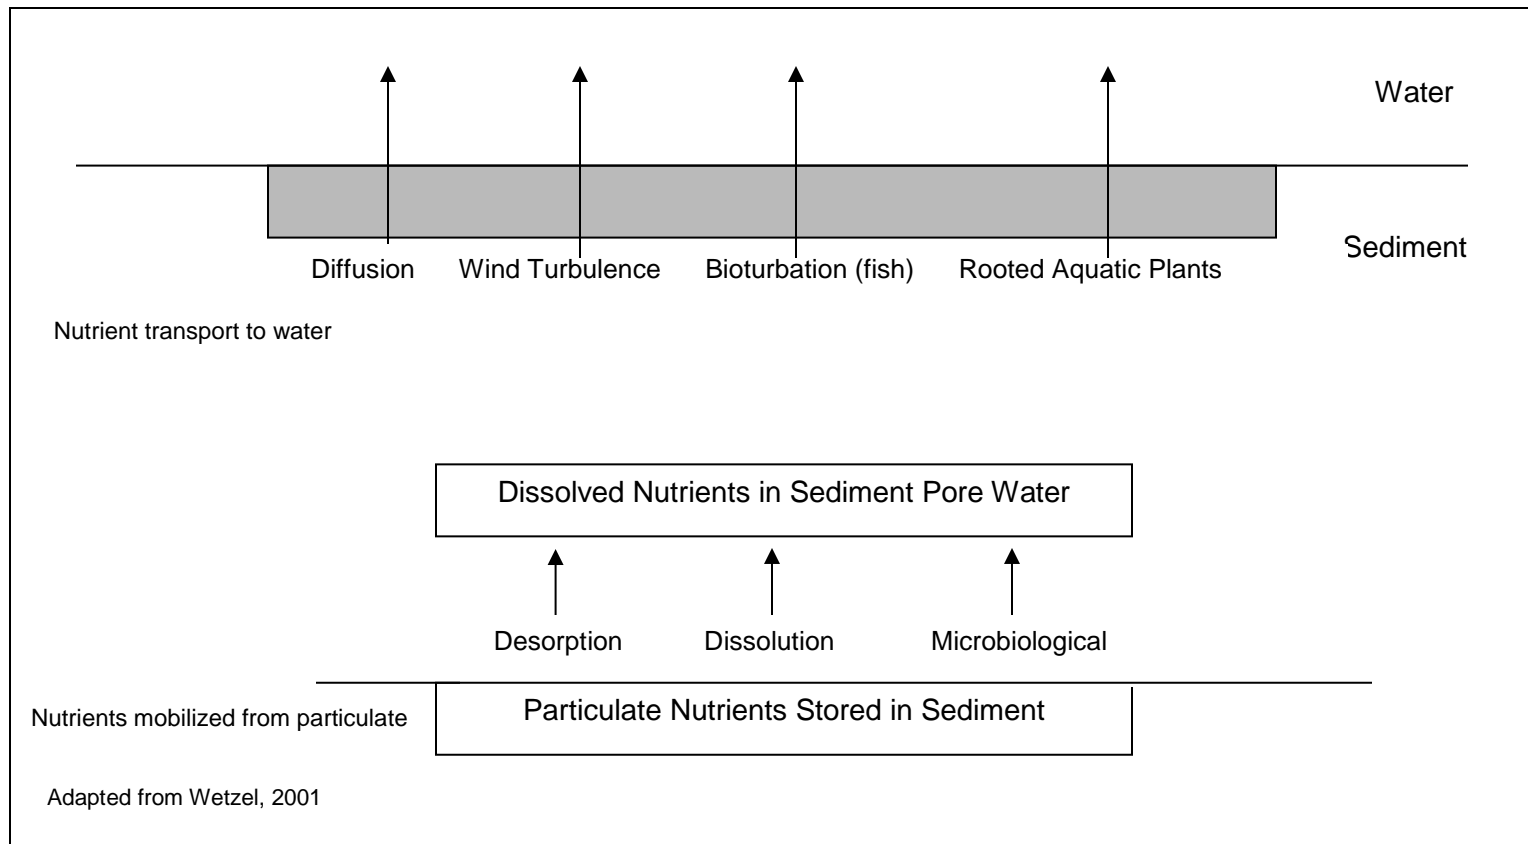 Water
Sediment
Diffusion Wind Turbulence Bioturbation (fish) Rooted Aquatic Plants
Nutrient transport to water
Dissolved Nutrients in Sediment Pore Water
Desorption Dissolution Microbiological
Particulate Nutrients Stored in Sediment
Nutrients mobilized from particulate
Adapted from Wetzel, 2001